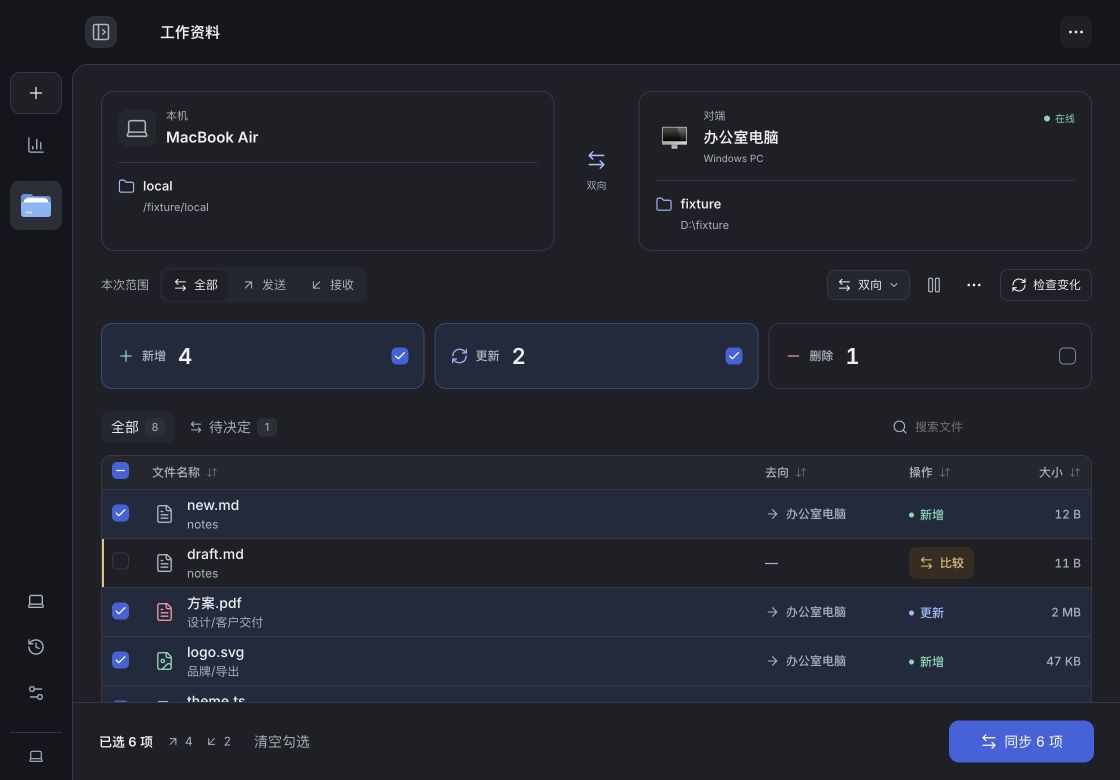 工作资料
本机
MacBook Air
local
/fixture/local
双向
对端
办公室电脑
Windows PC
在线
fixture
D:\fixture
本次范围 全部 发送 接收
双向 检查变化
新增 4
更新 2
删除 1
全部 8 待决定 1
搜索文件
文件名称 去向 操作 大小
new.md
notes
办公室电脑 新增 12 B
draft.md
notes
— 比较 11 B
方案.pdf
设计/客户交付
办公室电脑 更新 2 MB
logo.svg
品牌/导出
办公室电脑 新增 47 KB
theme.ts
已选 6 项 4 2 清空勾选
同步 6 项